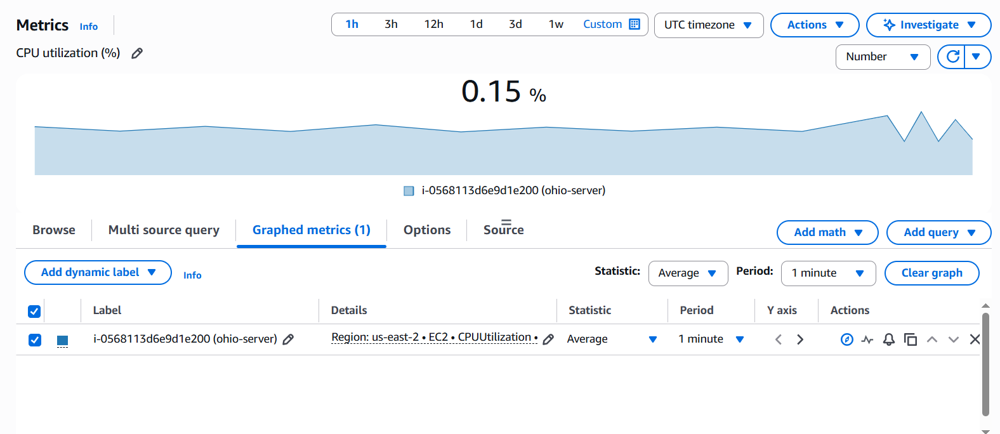 Metrics Info 1h 3h 12h 1d 3d 1w Custom UTC timezone Actions Investigate
CPU utilization (%) Number
0.15 %
i-0568113d6e9d1e200 (ohio-server)
Browse Multi source query Graphed metrics (1) Options Source Add math Add query
Add dynamic label Info Statistic: Average Period: 1 minute Clear graph
Label Details Statistic Period Y axis Actions
i-0568113d6e9d1e200 (ohio-server) Region: us-east-2 • EC2 • CPUUtilization • Average 1 minute